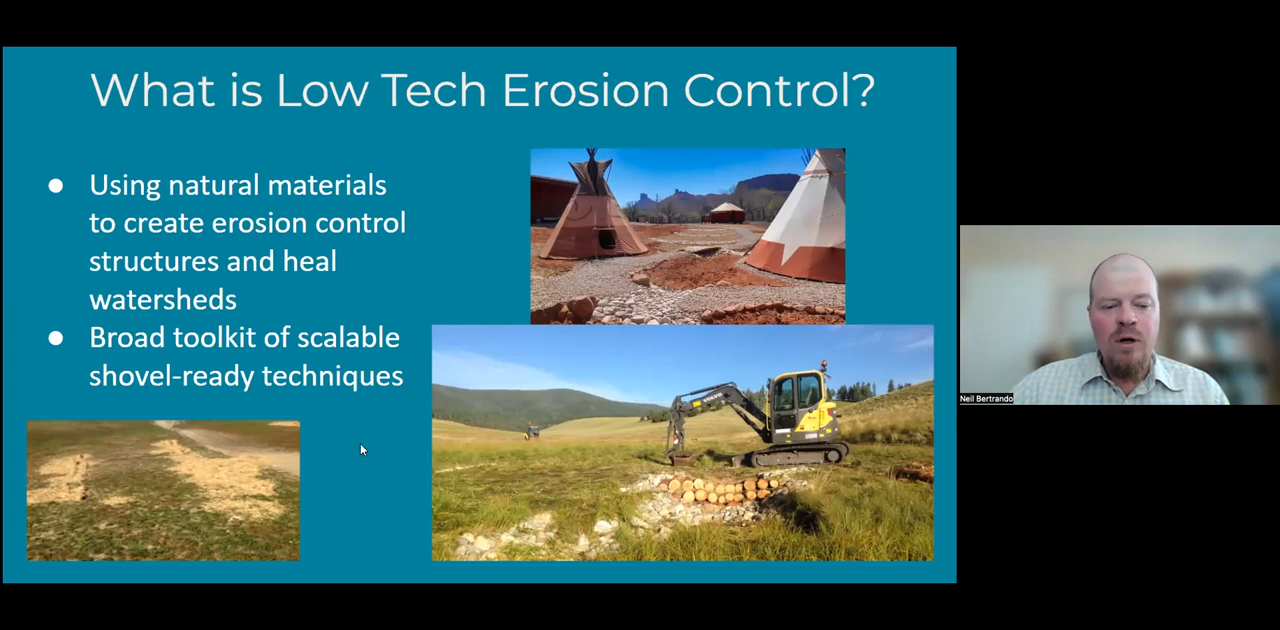 What is Low Tech Erosion Control?
● Using natural materials
to create erosion control
structures and heal
watersheds
● Broad toolkit of scalable
shovel-ready techniques
VOLVO
Neil Bertrando